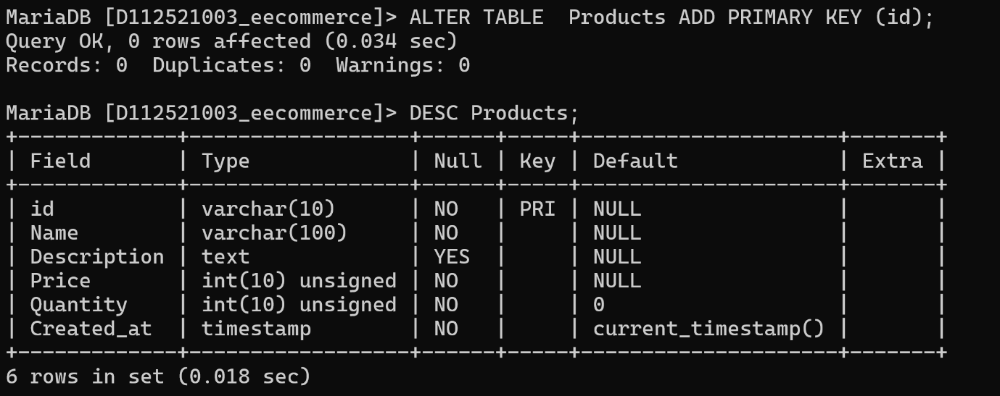 MariaDB [D112521003_eecommerce]> ALTER TABLE  Products ADD PRIMARY KEY (id);
Query OK, 0 rows affected (0.034 sec)
Records: 0  Duplicates: 0  Warnings: 0

MariaDB [D112521003_eecommerce]> DESC Products;
+-------------+------------------+------+-----+---------------------+-------+
| Field       | Type             | Null | Key | Default             | Extra |
+-------------+------------------+------+-----+---------------------+-------+
| id          | varchar(10)      | NO   | PRI | NULL                |       |
| Name        | varchar(100)     | NO   |     | NULL                |       |
| Description | text             | YES  |     | NULL                |       |
| Price       | int(10) unsigned | NO   |     | NULL                |       |
| Quantity    | int(10) unsigned | NO   |     | 0                   |       |
| Created_at  | timestamp        | NO   |     | current_timestamp() |       |
+-------------+------------------+------+-----+---------------------+-------+
6 rows in set (0.018 sec)